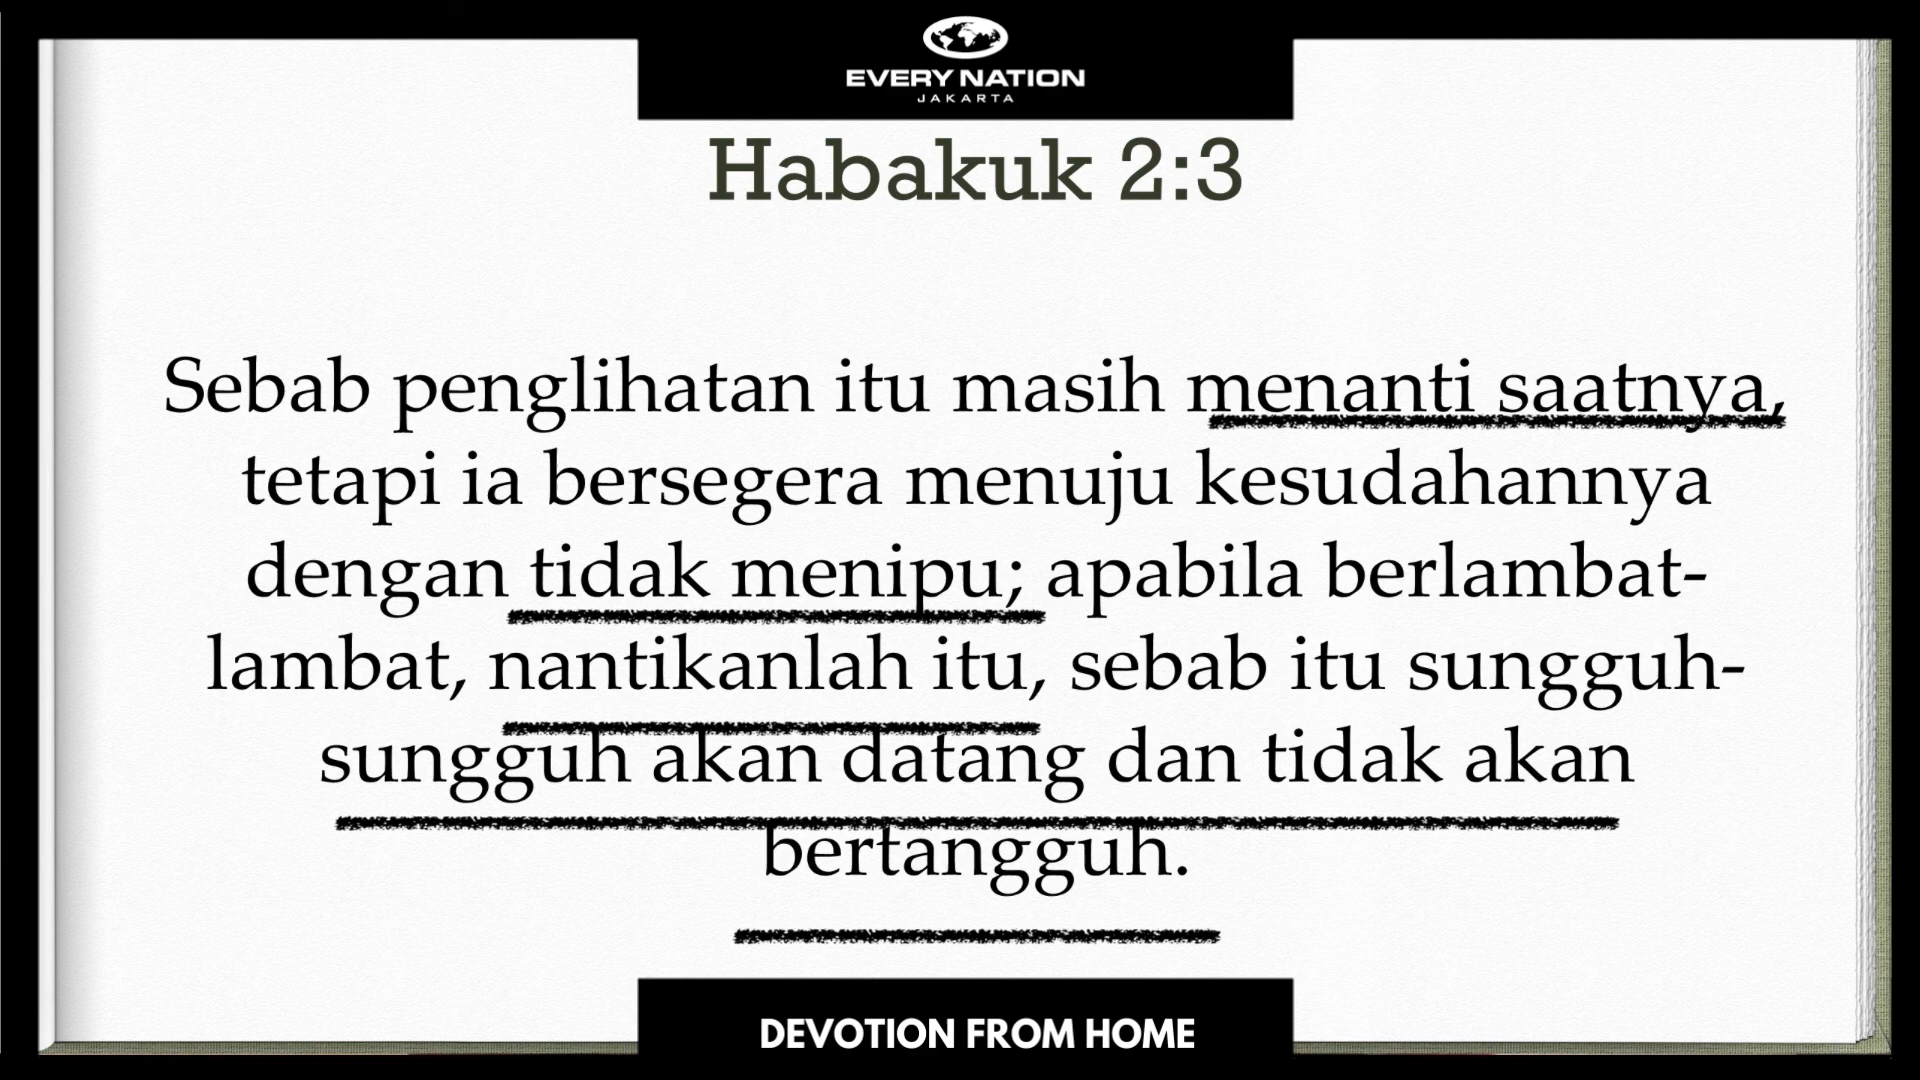 EVERY NATION
JAKARTA
Habakuk 2:3
Sebab penglihatan itu masih menanti saatnya,
tetapi ia bersegera menuju kesudahannya
dengan tidak menipu; apabila berlambat-
lambat, nantikanlah itu, sebab itu sungguh-
sungguh akan datang dan tidak akan
bertangguh.
DEVOTION FROM HOME